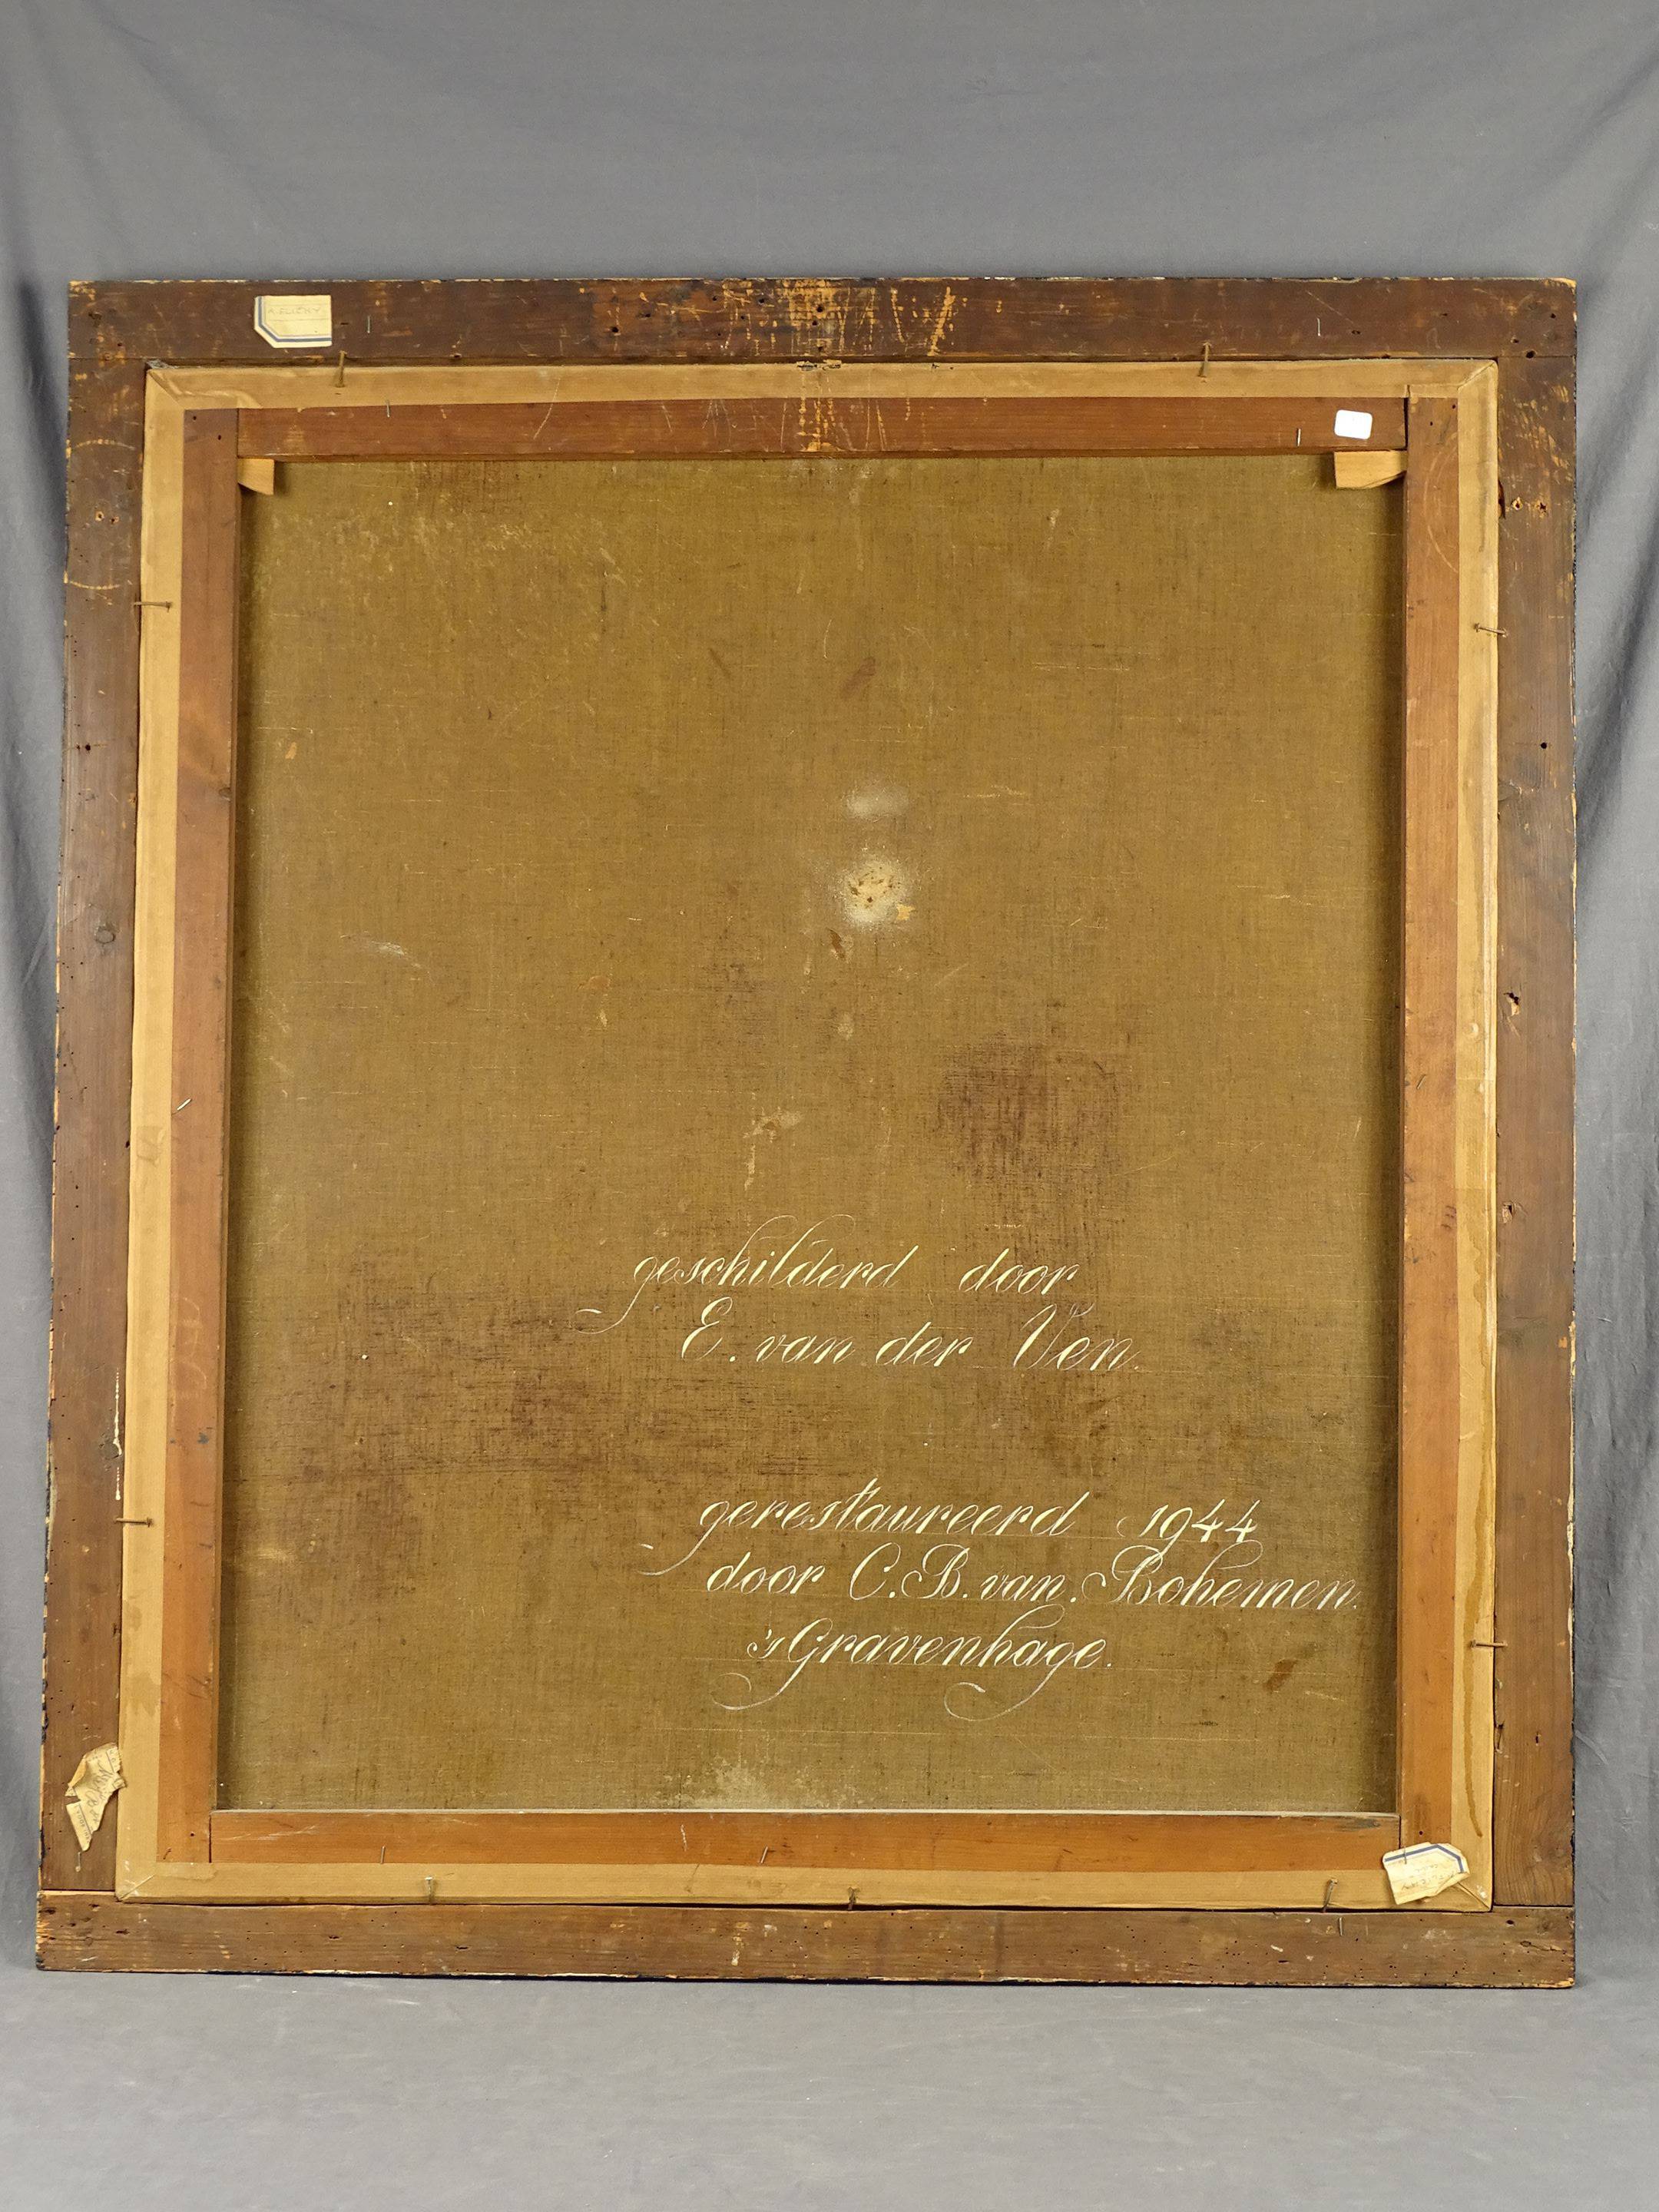 geschilderd door
E. van der Ven.
gerestaureerd 1944
door C. B. van. Bohemen.
's Gravenhage.